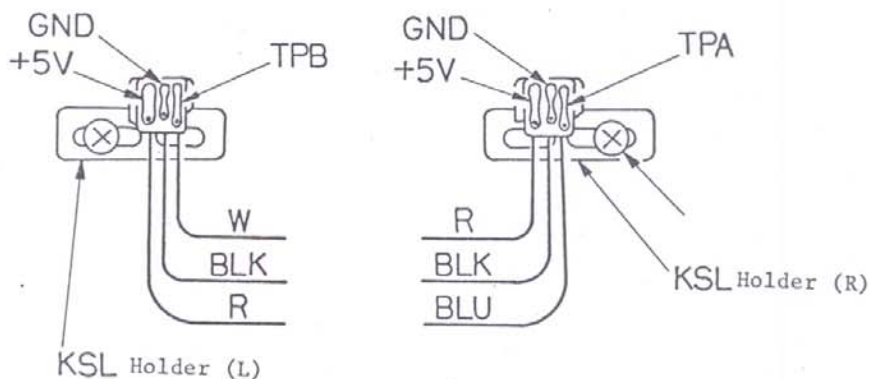 GND
+5V
TPB
W
BLK
R
KSL Holder (L)
GND
+5V
TPA
R
BLK
BLU
KSL Holder (R)